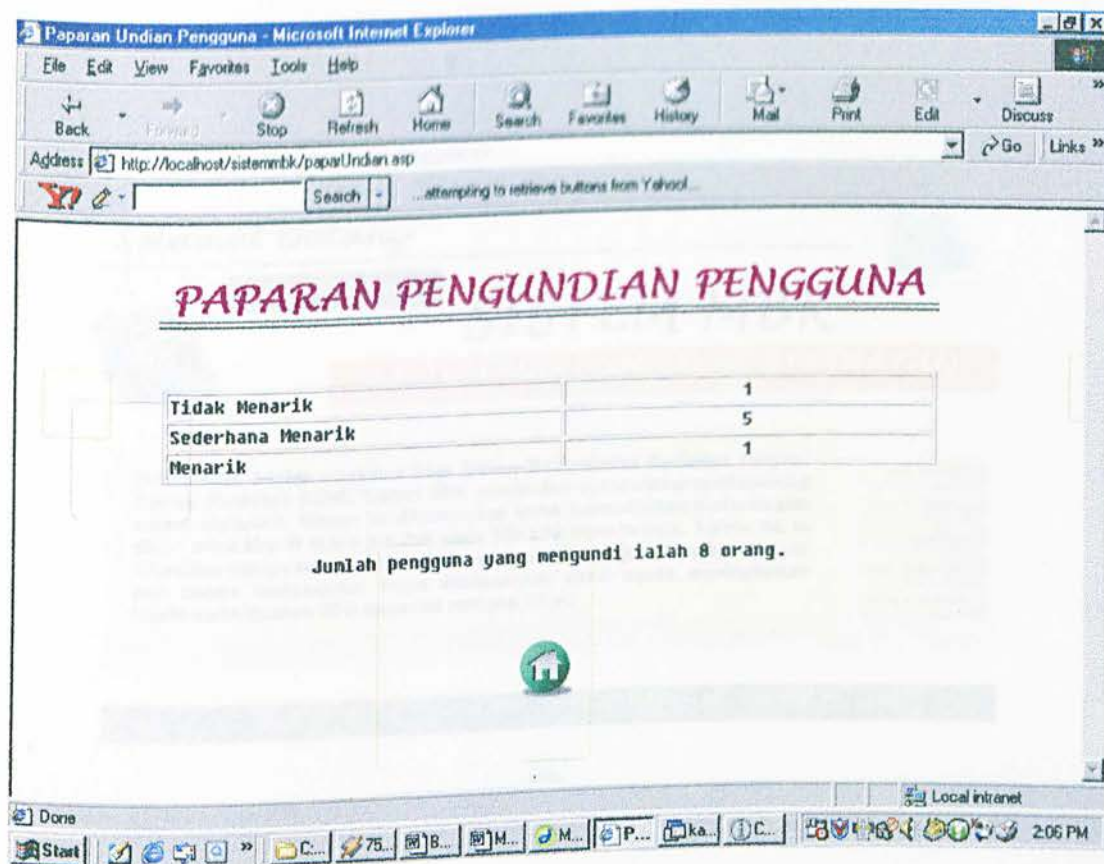 Paparan Undian Pengguna - Microsoft Internet Explorer
File Edit View Favorites Tools Help
Back Forward Stop Refresh Home Search Favorites History Mail Print Edit Discuss
Address http://localhost/sistemmbk/paparUndian.asp Go Links »
Y! Search ...attempting to retrieve buttons from Yahoo!...
PAPARAN PENGUNDIAN PENGGUNA
Tidak Menarik 1
Sederhana Menarik 5
Menarik 1
Jumlah pengguna yang mengundi ialah 8 orang.
Done Local intranet
Start » C:... 75... B... M... M... P... ka... C... 2:06 PM